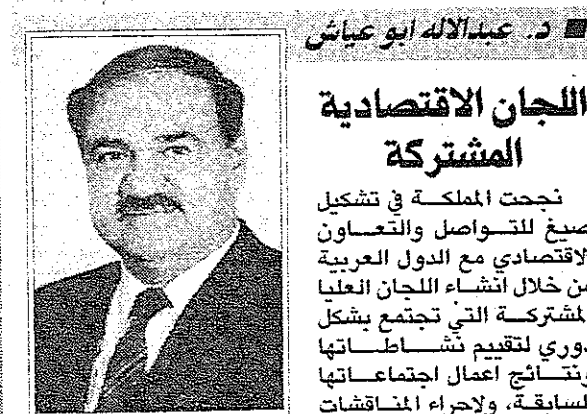 د. عبدالاله ابو عياش
اللجان الاقتصادية
المشتركة
نجحت المملكة في تشكيل
صيغ للتواصل والتعاون
الاقتصادي مع الدول العربية
من خلال انشاء اللجان العليا
المشتركة التي تجتمع بشكل
دوري لتقييم نشاطاتها
ونتائج اعمال اجتماعاتها
السابقة، ولاجراء المناقشات